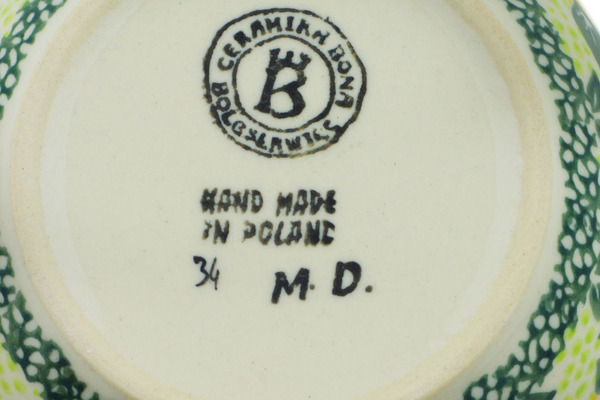 CERAMIKA BONA
BOLESŁAWIEC
B
HAND MADE
IN POLAND
34 M. D.